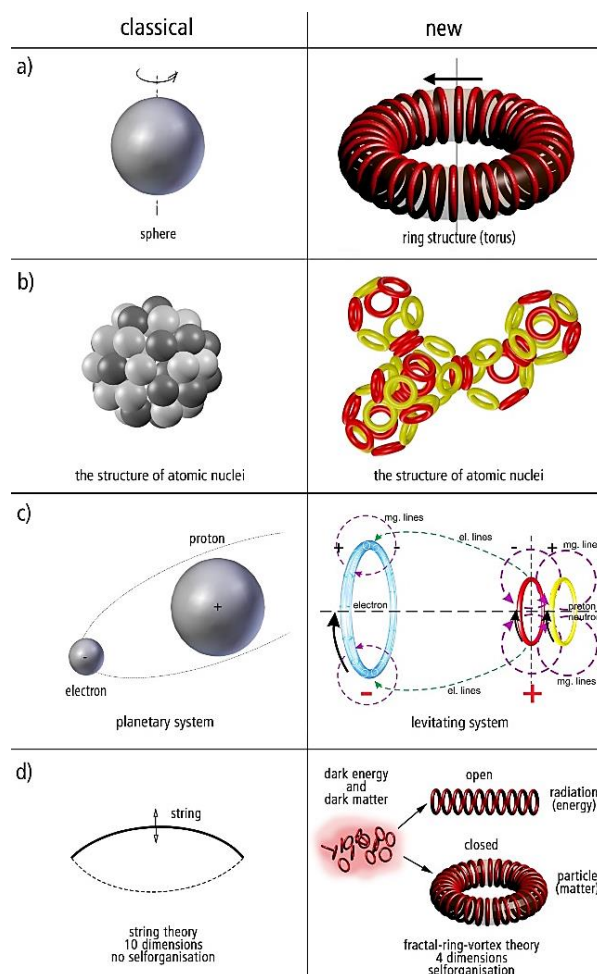 classical
new
a)
sphere
ring structure (torus)
b)
the structure of atomic nuclei
the structure of atomic nuclei
c)
proton
+
-
electron
planetary system
mg. lines
el. lines
+
-
electron
-
-
+
mg. lines
proton
neutron
+
el. lines
mg. lines
levitating system
d)
string
string theory
10 dimensions
no selforganisation
dark energy
and
dark matter
open
radiation
(energy)
closed
particle
(matter)
fractal-ring-vortex theory
4 dimensions
selforganisation